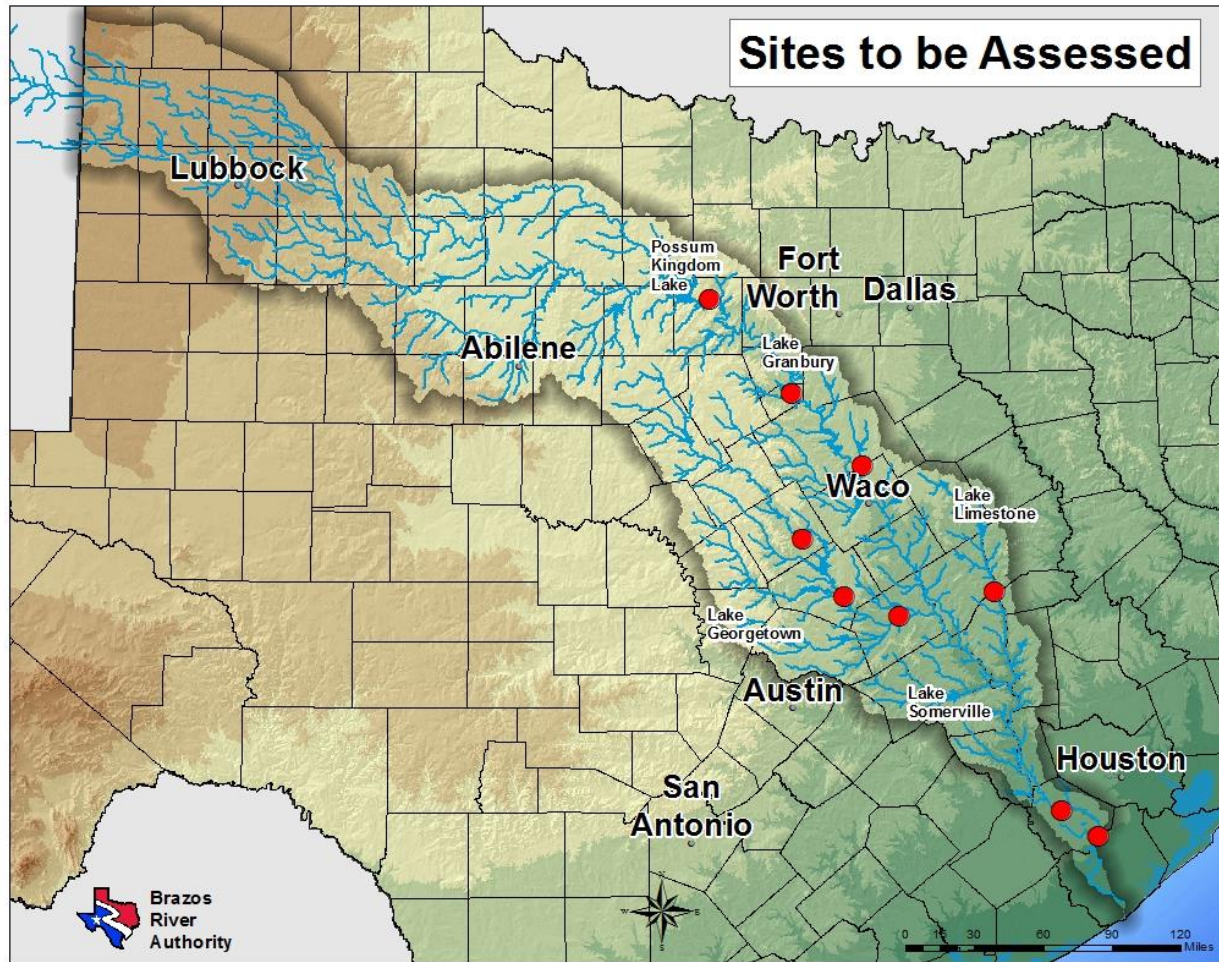 Sites to be Assessed
Lubbock
Possum
Kingdom
Lake
Fort
Worth
Dallas
Abilene
Lake
Granbury
Waco
Lake
Limestone
Lake
Georgetown
Austin
Lake
Somerville
Houston
San
Antonio
Brazos
River
Authority
N
W E
S
0 15 30 60 90 120
Miles